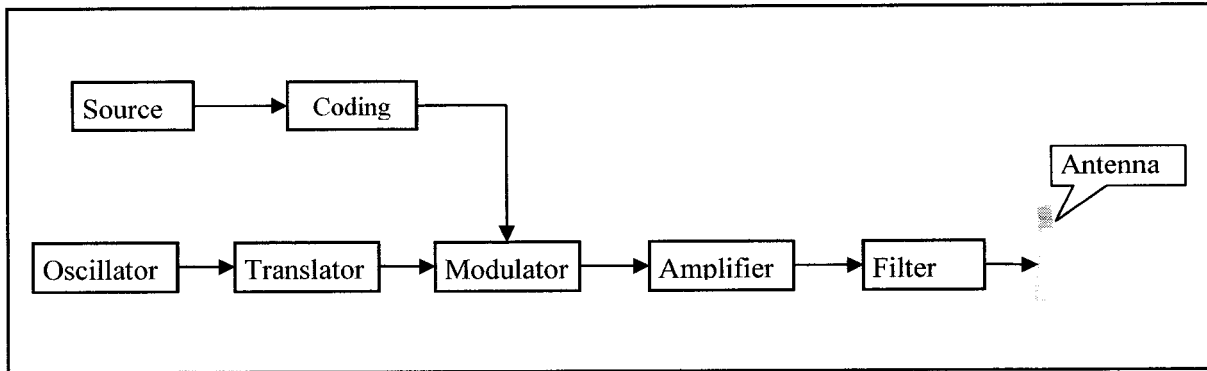 Source
Coding
Antenna
Oscillator
Translator
Modulator
Amplifier
Filter